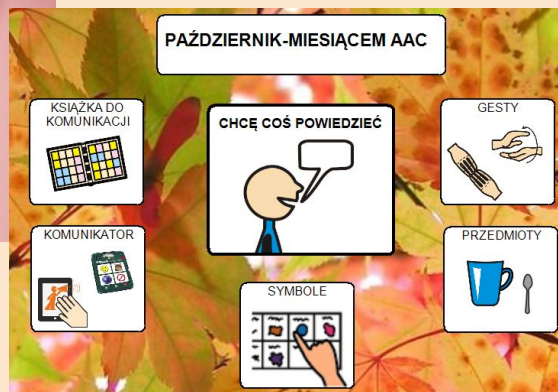 PAŹDZIERNIK-MIESIĄCEM AAC
KSIĄŻKA DO
KOMUNIKACJI
CHCĘ COŚ POWIEDZIEĆ
GESTY
KOMUNIKATOR
PRZEDMIOTY
SYMBOLE